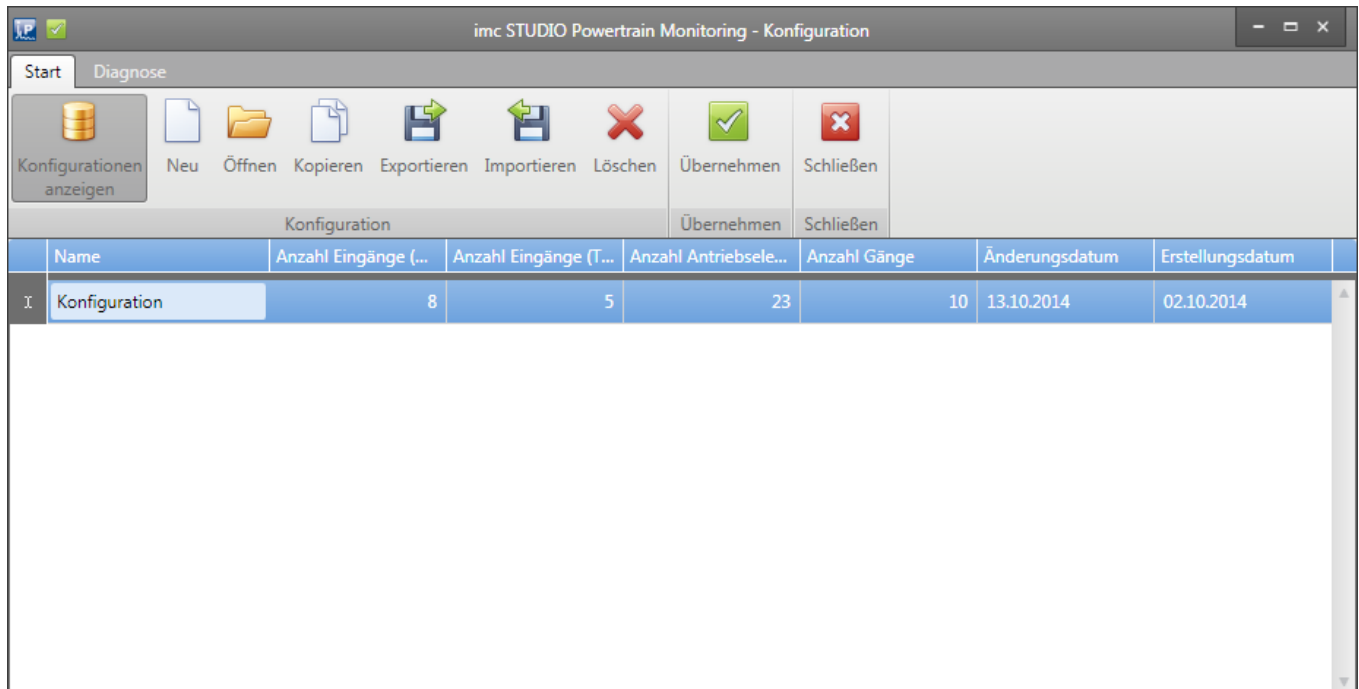 imc STUDIO Powertrain Monitoring - Konfiguration
Start Diagnose
Konfigurationen anzeigen
Neu Öffnen Kopieren Exportieren Importieren Löschen Übernehmen Schließen
Konfiguration Übernehmen Schließen
Name Anzahl Eingänge (... Anzahl Eingänge (T... Anzahl Antriebsele... Anzahl Gänge Änderungsdatum Erstellungsdatum
Konfiguration 8 5 23 10 13.10.2014 02.10.2014